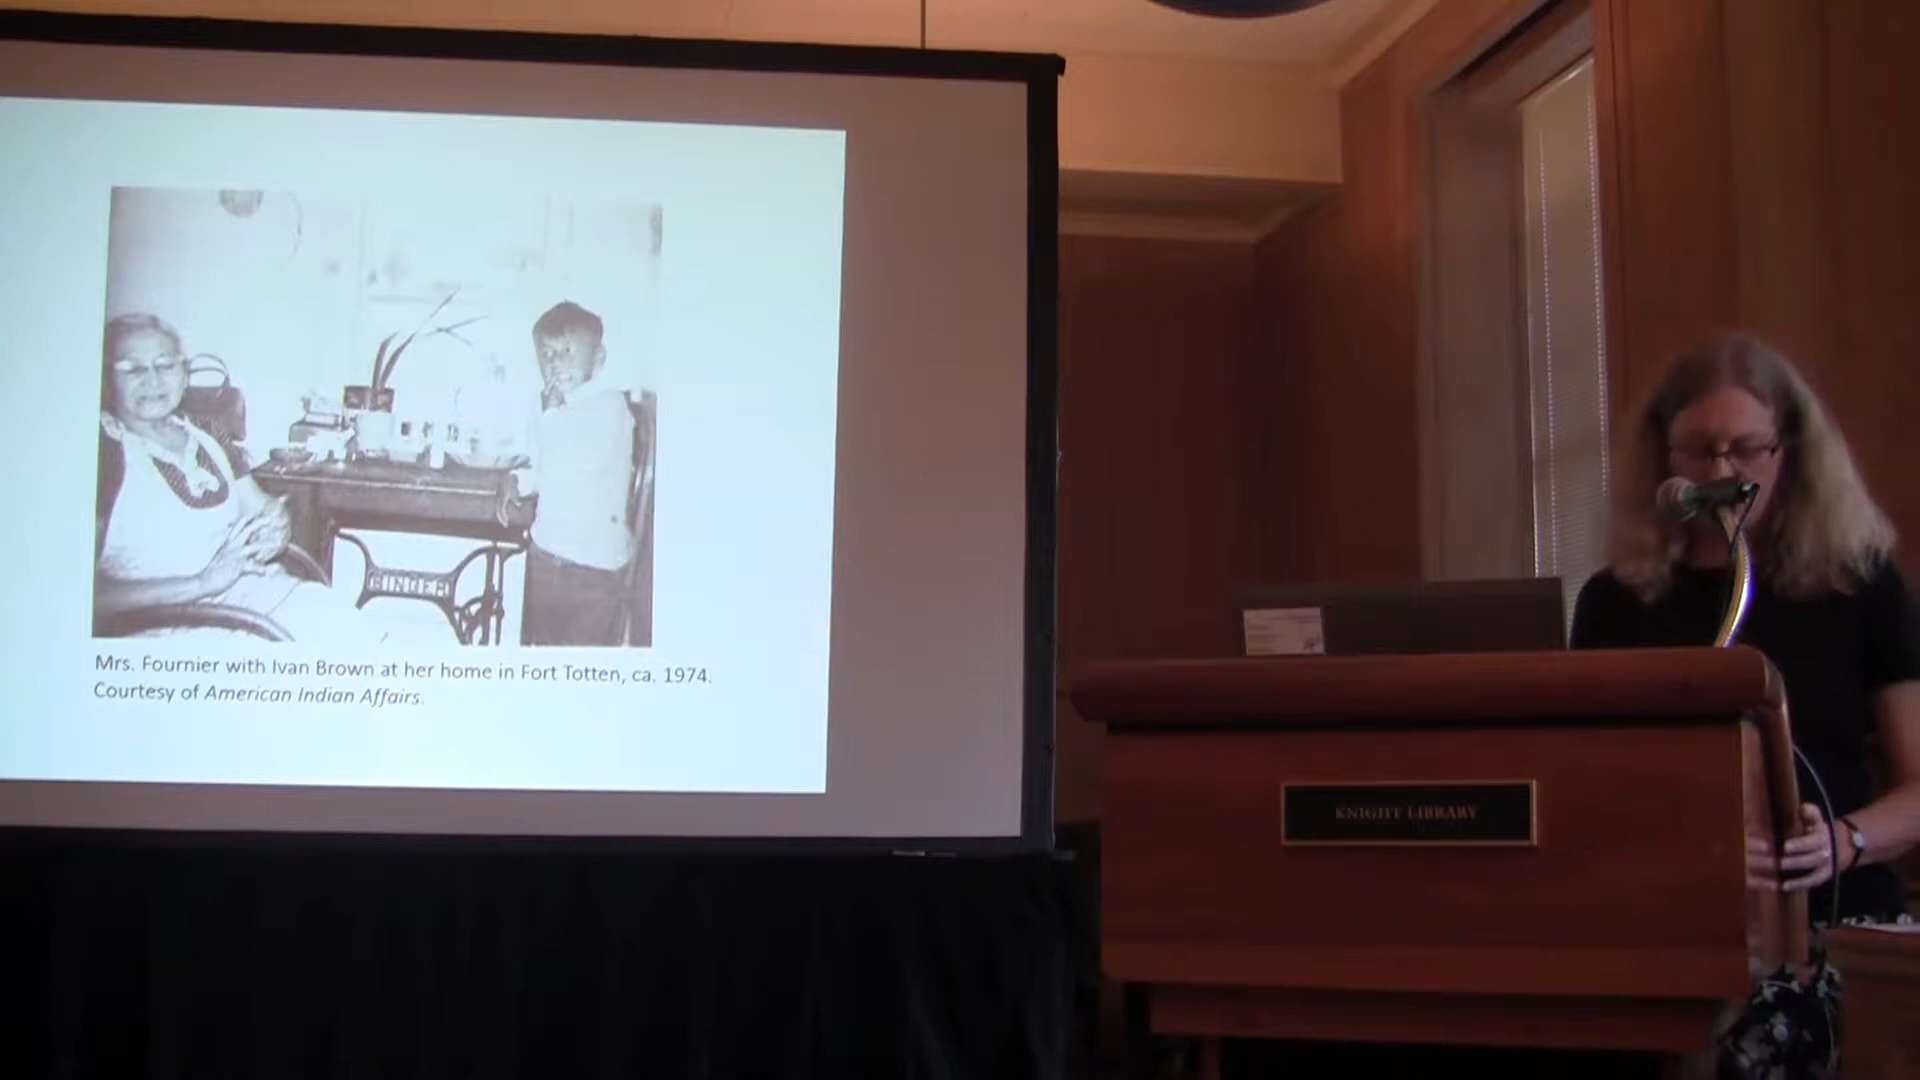 SINGER
Mrs. Fournier with Ivan Brown at her home in Fort Totten, ca. 1974.
Courtesy of American Indian Affairs.
KNIGHT LIBRARY